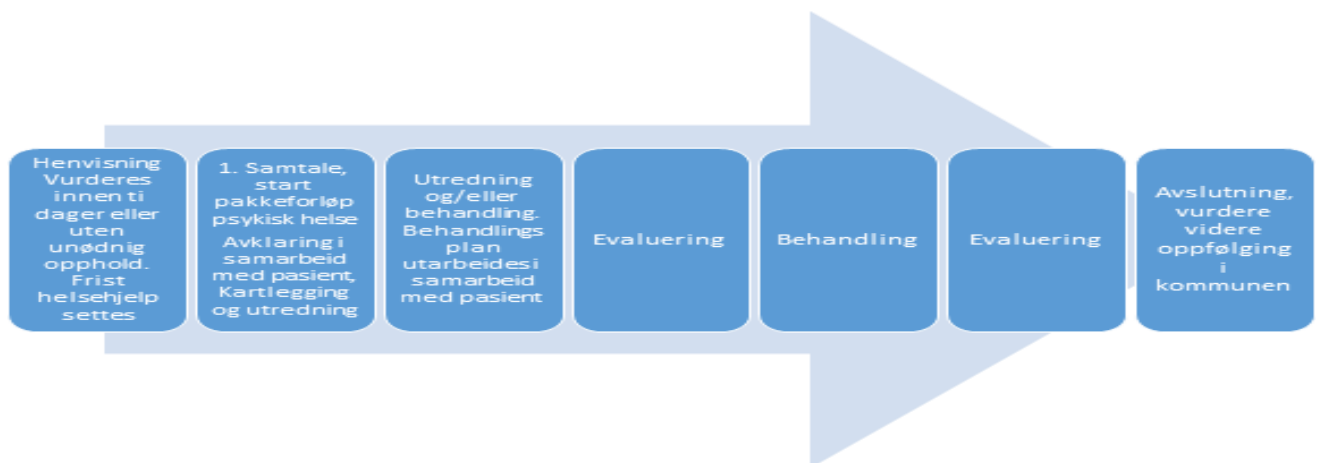 Henvisning
Vurderes
innen ti
dager eller
uten
unødnig
opphold.
Frist
helsehjelp
settes
1. Samtale,
start
pakkeforløp
psykisk helse
Avklaring i
samarbeid
med pasient,
Kartlegging
og utredning
Utredning
og/eller
behandling.
Behandlings
plan
utarbeides i
samarbeid
med pasient
Evaluering
Behandling
Evaluering
Avslutning,
vurdere
videre
oppfølging
i
kommunen